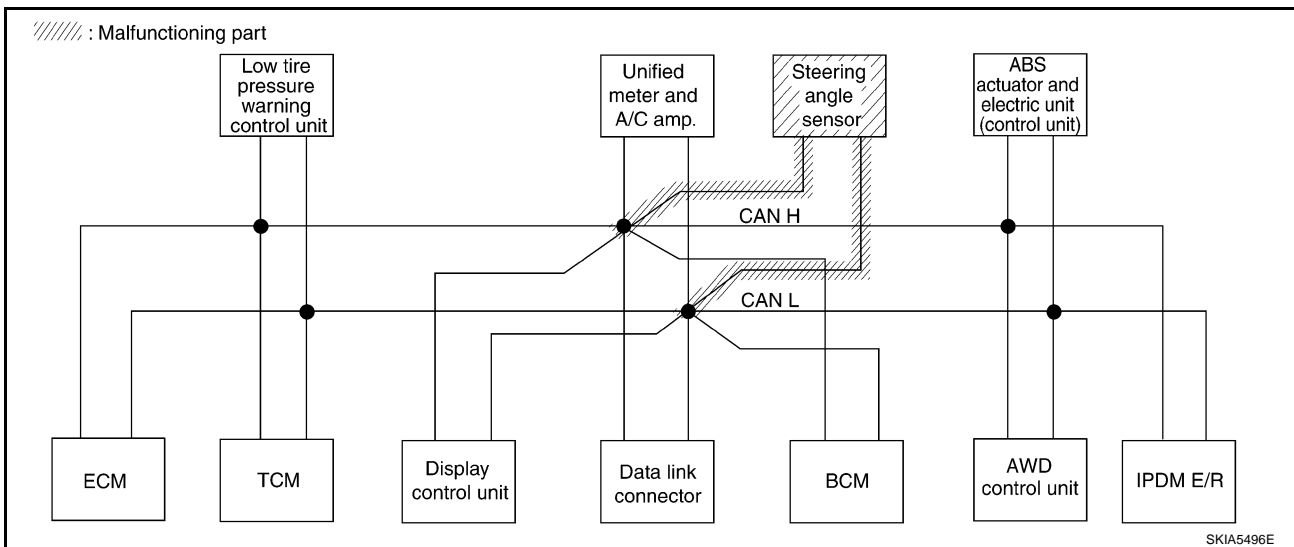 : Malfunctioning part
Low tire
pressure
warning
control unit
Unified
meter and
A/C amp.
Steering
angle
sensor
ABS
actuator and
electric unit
(control unit)
CAN H
CAN L
ECM
TCM
Display
control unit
Data link
connector
BCM
AWD
control unit
IPDM E/R
SKIA5496E